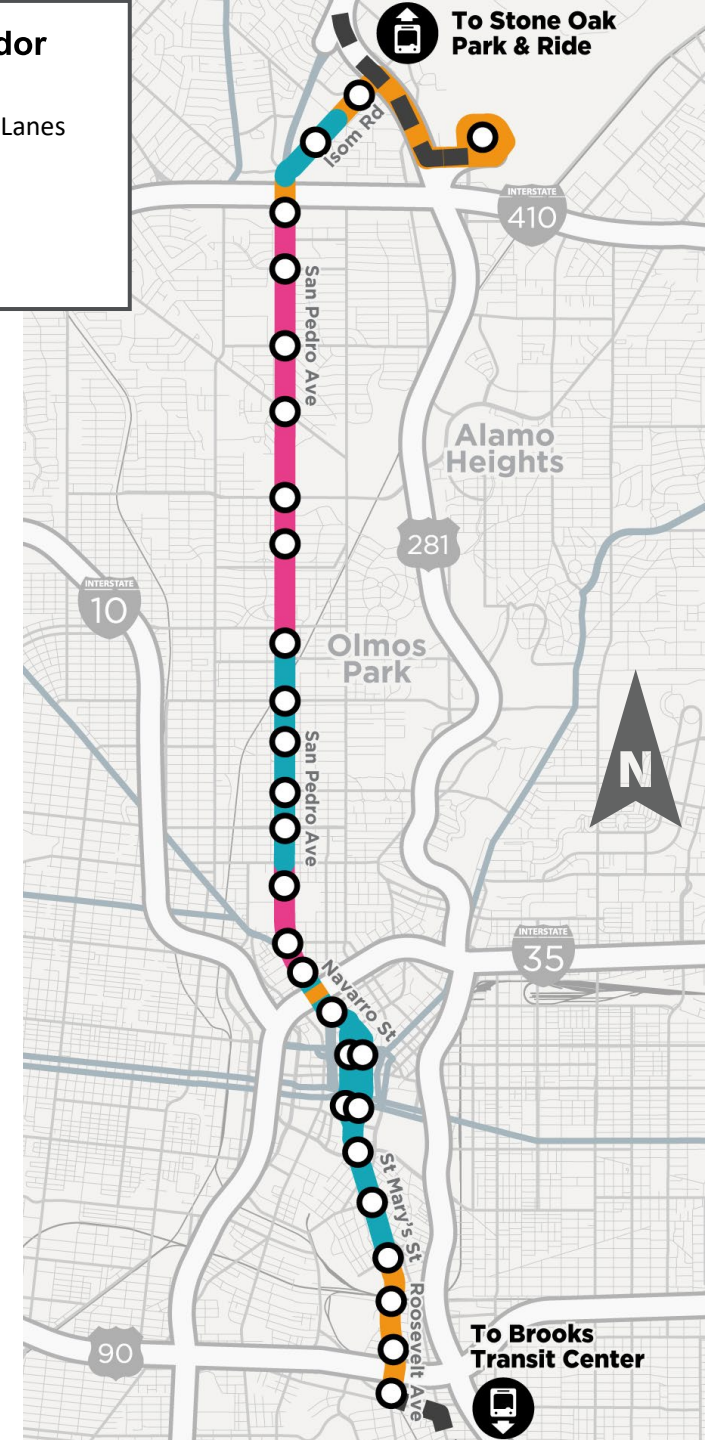 dor
Lanes
To Stone Oak
Park & Ride
Isom Rd
INTERSTATE
410
San Pedro Ave
Alamo
Heights
281
INTERSTATE
10
Olmos
Park
N
San Pedro Ave
INTERSTATE
35
Navarro St
St Mary's St
Roosevelt Ave
To Brooks
Transit Center
90